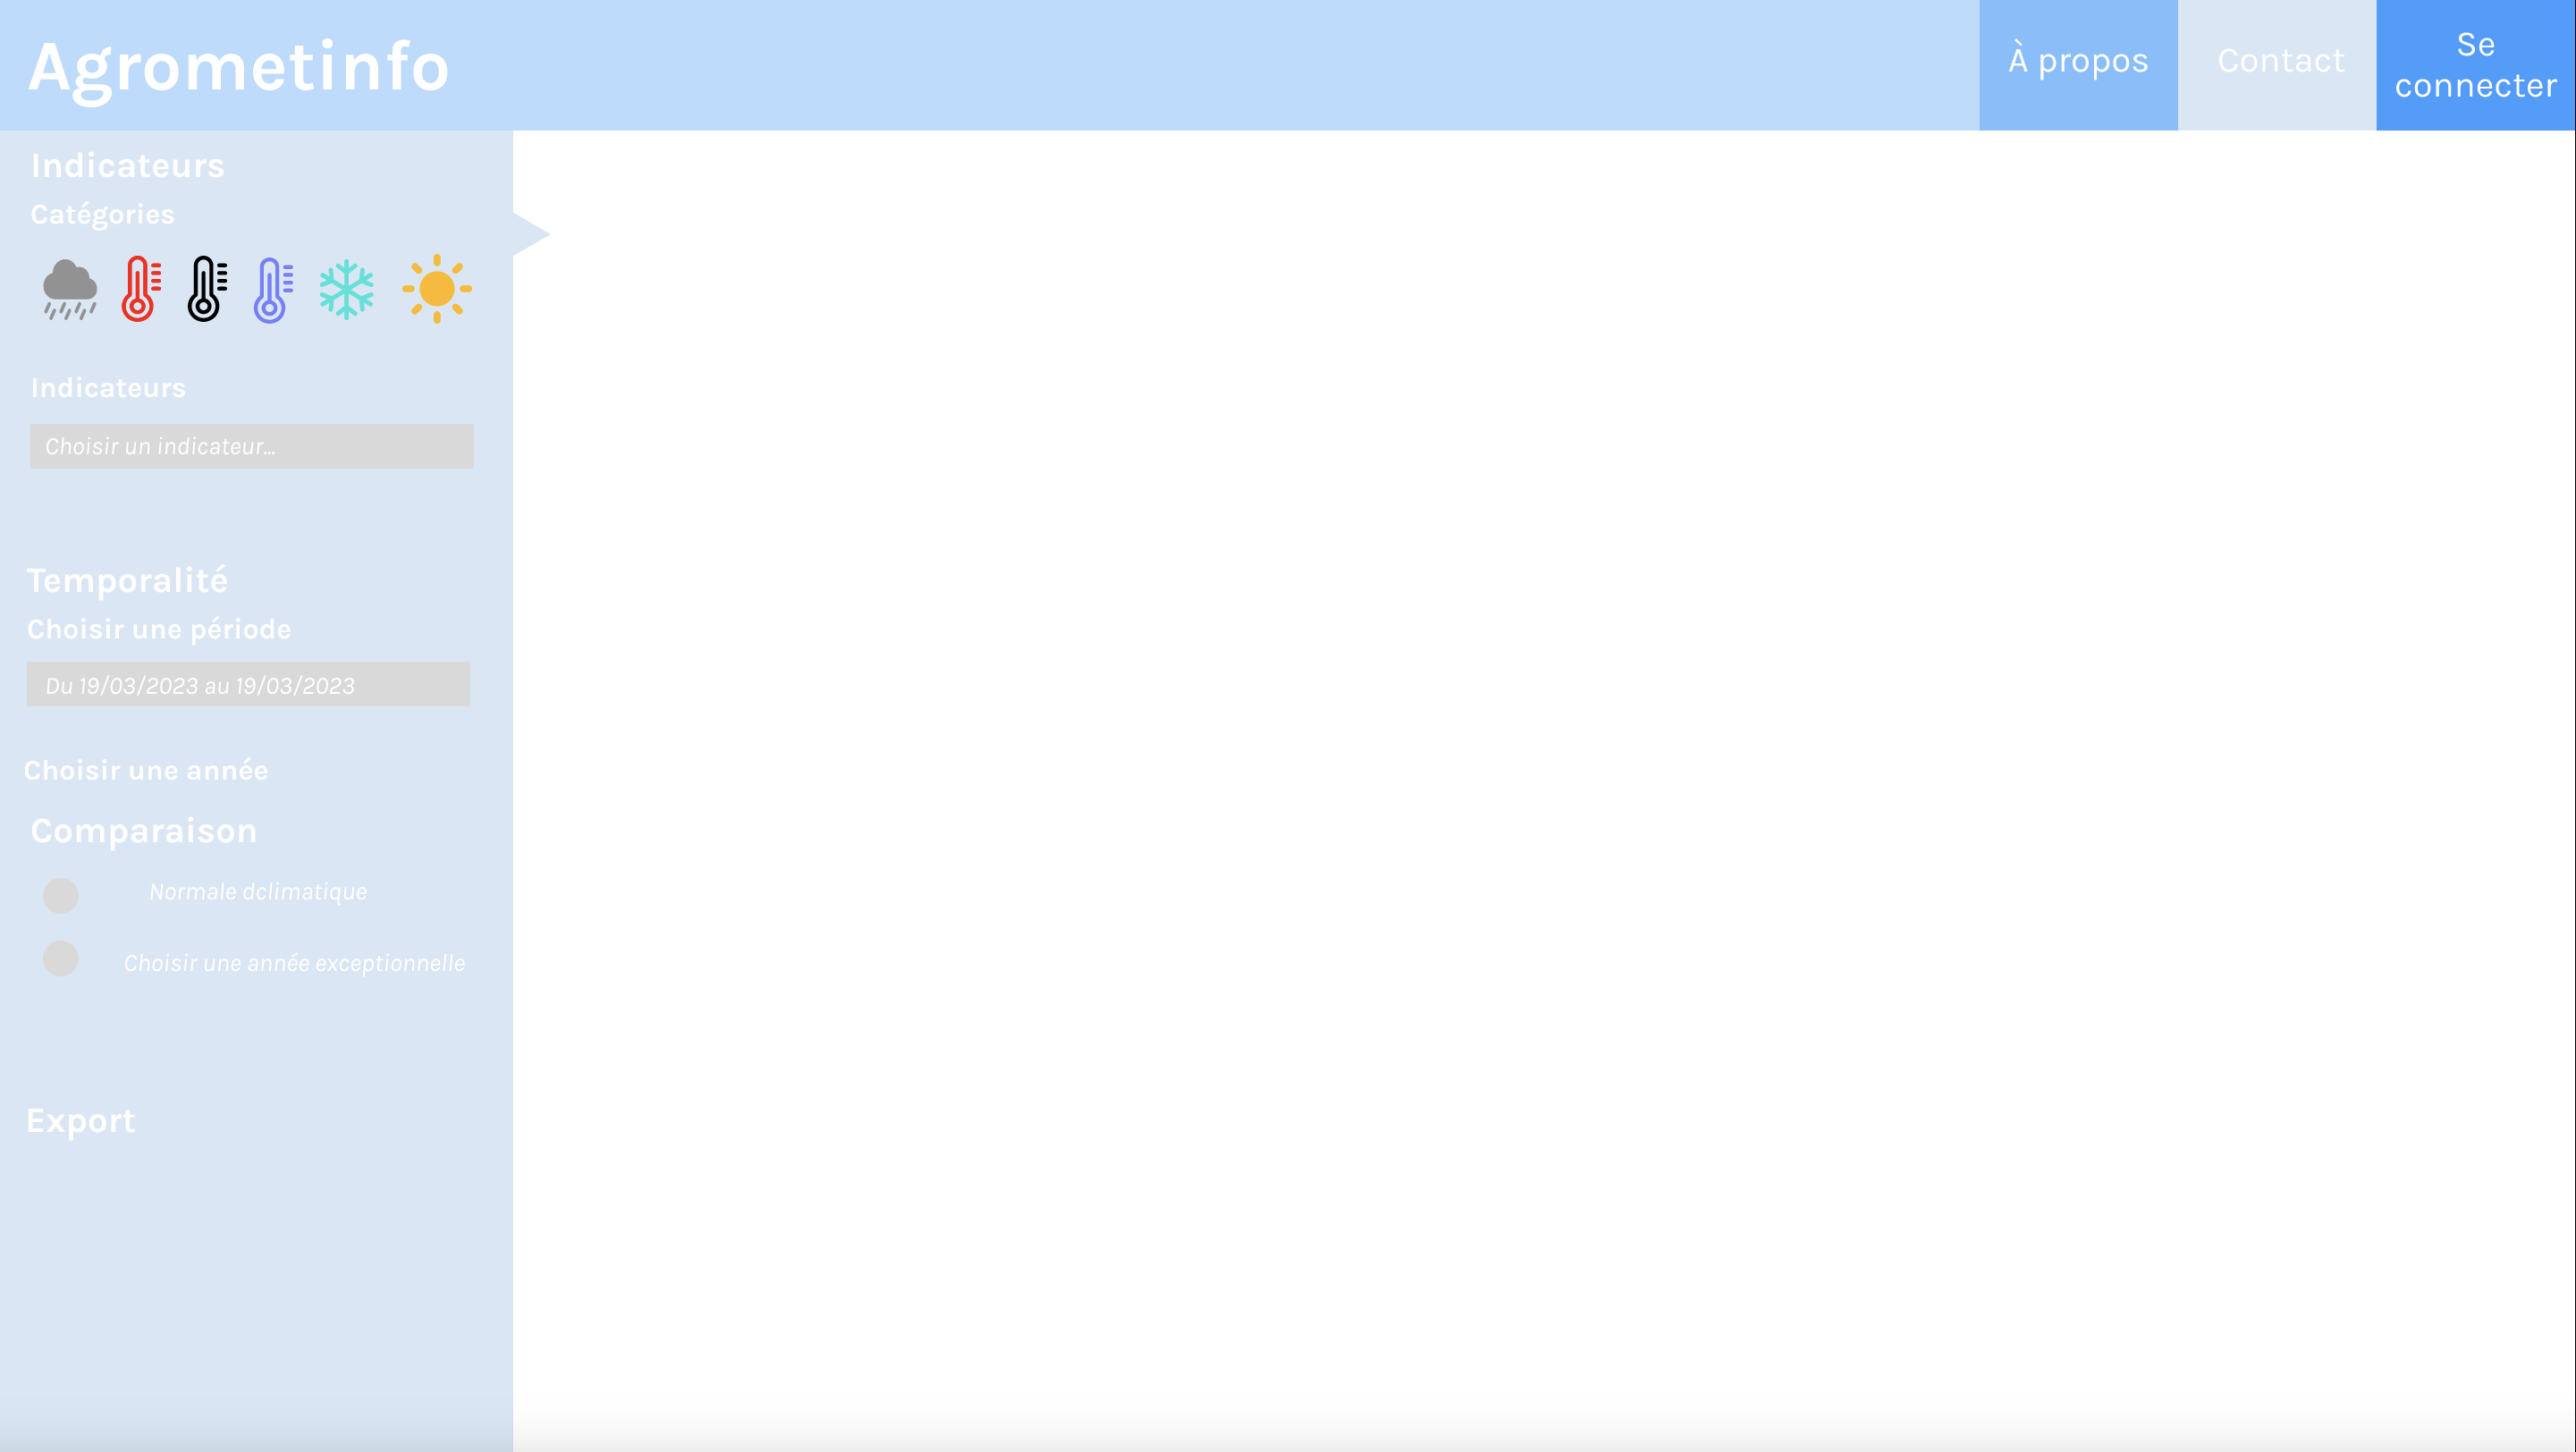 Agrometinfo
À propos
Contact
Se
connecter
Indicateurs
Catégories
Indicateurs
Choisir un indicateur...
Temporalité
Choisir une période
Du 19/03/2023 au 19/03/2023
Choisir une année
Comparaison
Normale dclimatique
Choisir une année exceptionnelle
Export